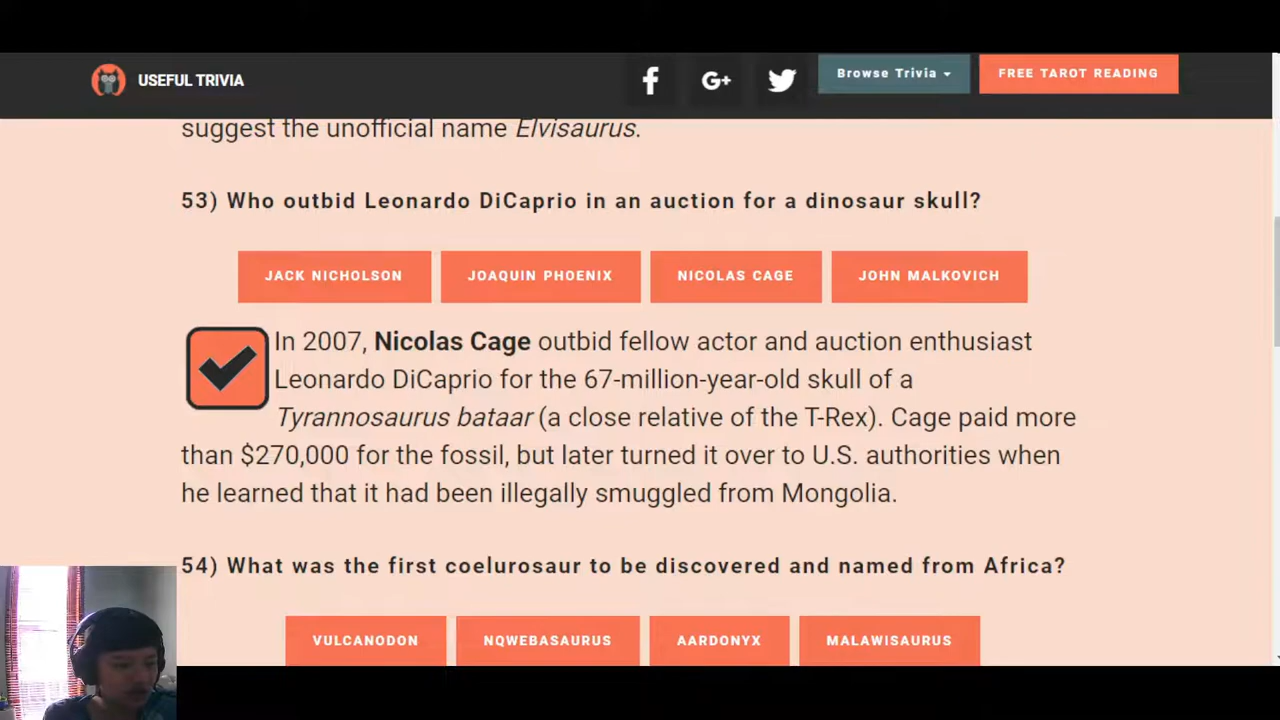 USEFUL TRIVIA
G+
Browse Trivia
FREE TAROT READING
suggest the unofficial name Elvisaurus.
53) Who outbid Leonardo DiCaprio in an auction for a dinosaur skull?
JACK NICHOLSON
JOAQUIN PHOENIX
NICOLAS CAGE
JOHN MALKOVICH
In 2007, Nicolas Cage outbid fellow actor and auction enthusiast
Leonardo DiCaprio for the 67-million-year-old skull of a
Tyrannosaurus bataar (a close relative of the T-Rex). Cage paid more
than $270,000 for the fossil, but later turned it over to U.S. authorities when
he learned that it had been illegally smuggled from Mongolia.
54) What was the first coelurosaur to be discovered and named from Africa?
VULCANODON
NQWEBASAURUS
AARDONYX
MALAWISAURUS